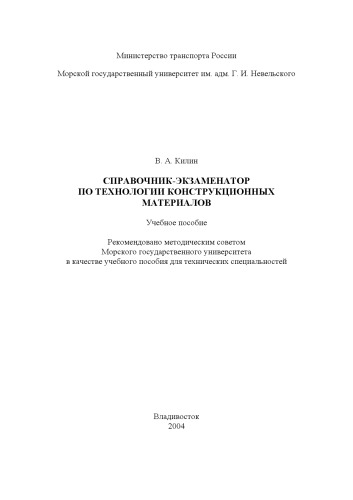 Министерство транспорта России
Морской государственный университет им. адм. Г. И. Невельского
В. А. Килин
СПРАВОЧНИК-ЭКЗАМЕНАТОР
ПО ТЕХНОЛОГИИ КОНСТРУКЦИОННЫХ
МАТЕРИАЛОВ
Учебное пособие
Рекомендовано методическим советом
Морского государственного университета
в качестве учебного пособия для технических специальностей
Владивосток
2004